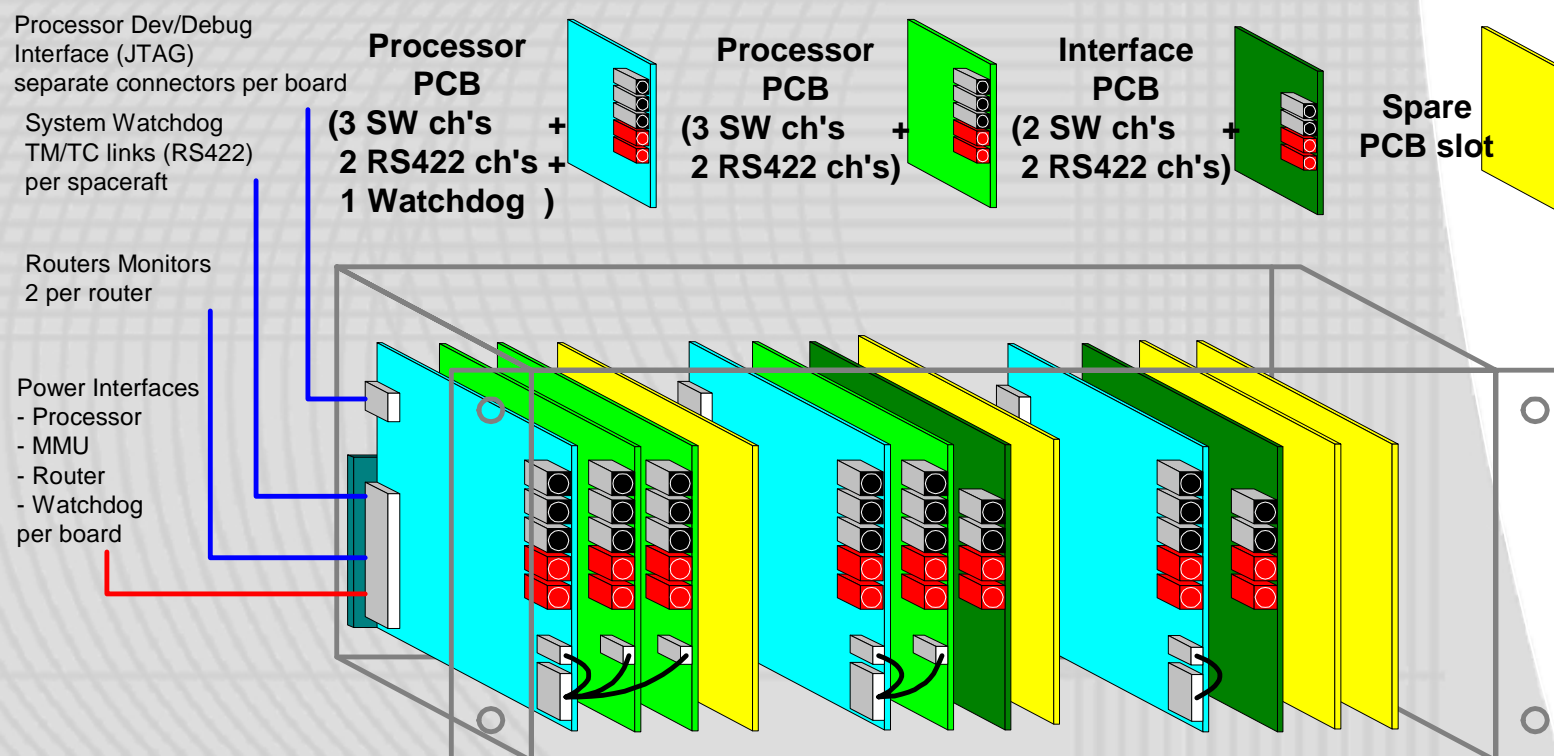 Processor Dev/Debug
Interface (JTAG)
separate connectors per board
System Watchdog
TM/TC links (RS422)
per spaceraft
Routers Monitors
2 per router
Power Interfaces
- Processor
- MMU
- Router
- Watchdog
per board
Processor
PCB
(3 SW ch's +
2 RS422 ch's +
1 Watchdog )
Processor
PCB
(3 SW ch's +
2 RS422 ch's)
Interface
PCB
(2 SW ch's +
2 RS422 ch's)
Spare
PCB slot